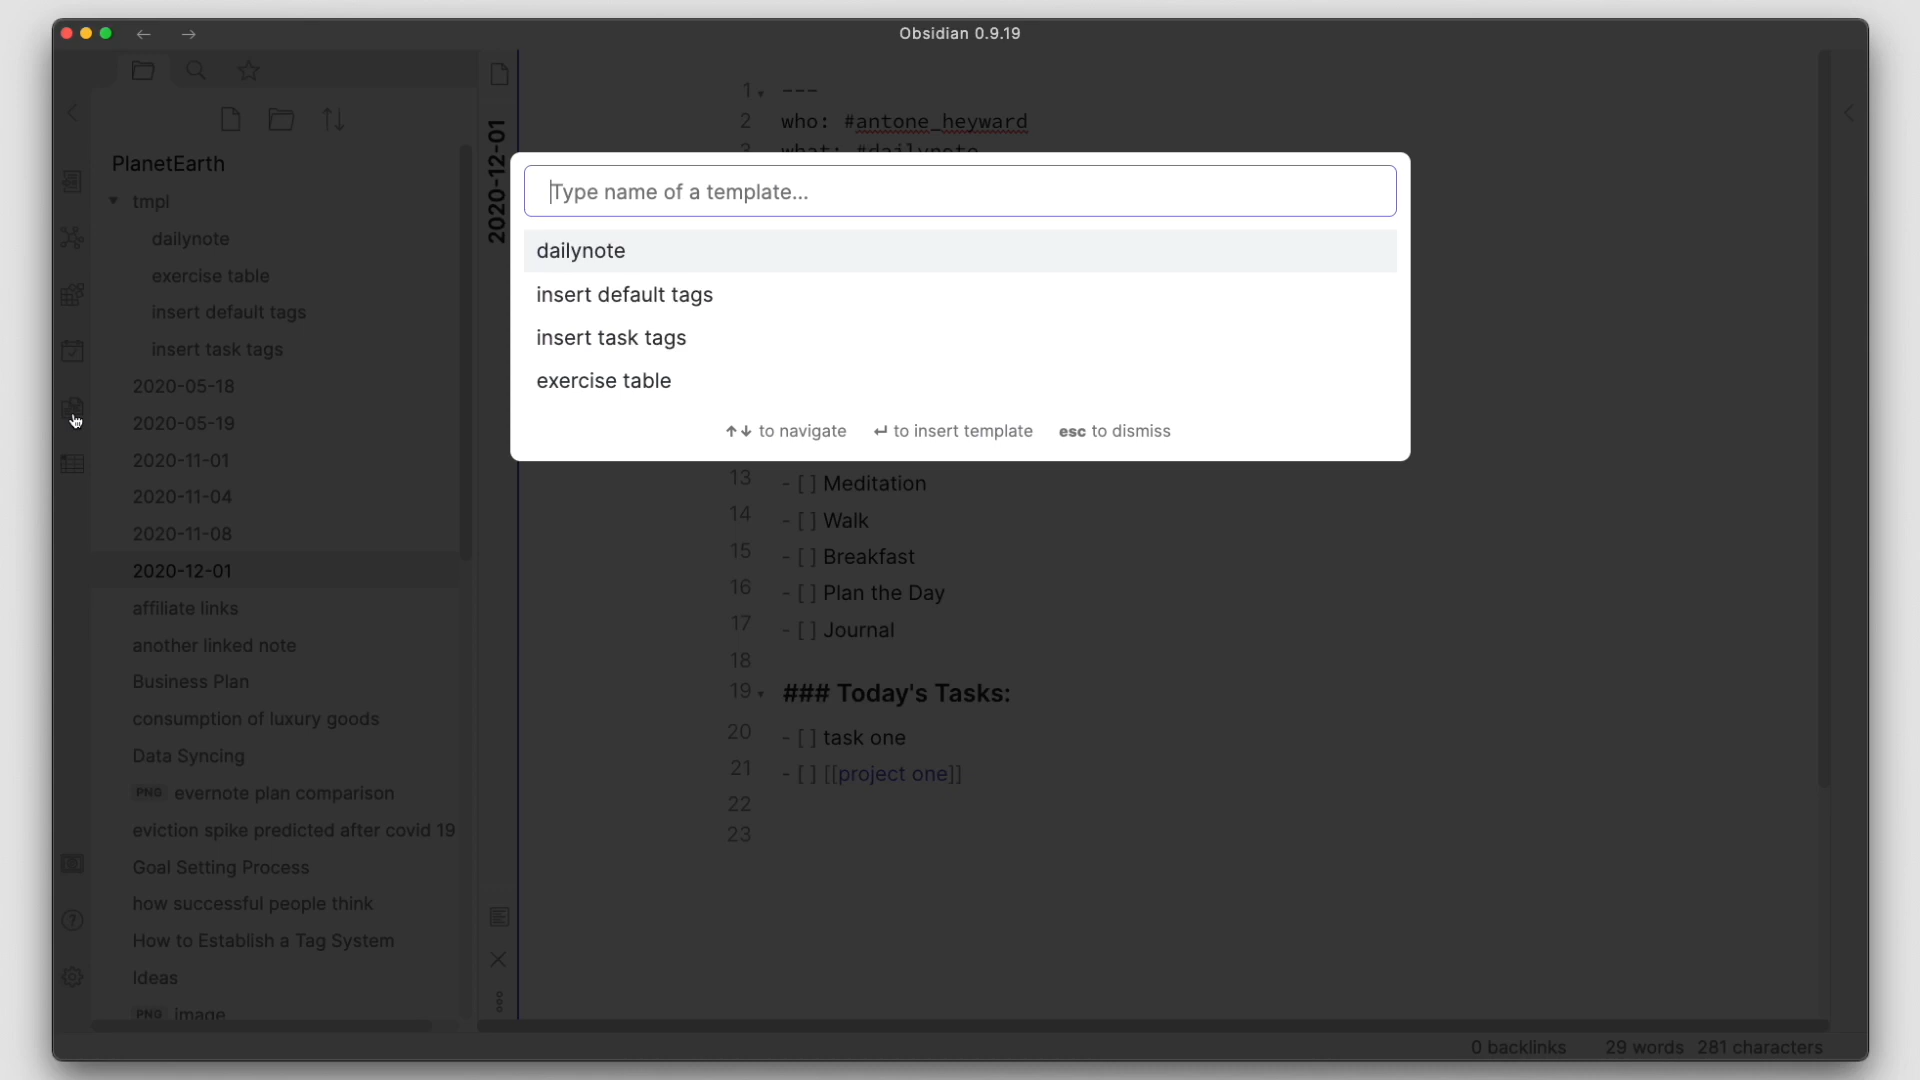 Obsidian 0.9.19
PlanetEarth
tmpl
dailynote
exercise table
insert default tags
insert task tags
2020-05-18
2020-05-19
2020-11-01
2020-11-04
2020-11-08
2020-12-01
affiliate links
another linked note
Business Plan
consumption of luxury goods
Data Syncing
PNG evernote plan comparison
eviction spike predicted after covid 19
Goal Setting Process
how successful people think
How to Establish a Tag System
Ideas
PNG image
2020-12-01
1 ---
2 who: #antone_heyward
3 what: #dailynote
Type name of a template...
dailynote
insert default tags
insert task tags
exercise table
↑↓ to navigate ↵ to insert template esc to dismiss
13 - [ ] Meditation
14 - [ ] Walk
15 - [ ] Breakfast
16 - [ ] Plan the Day
17 - [ ] Journal
18
19 ### Today's Tasks:
20 - [ ] task one
21 - [ ] [[project one]]
22
23
0 backlinks 29 words 281 characters